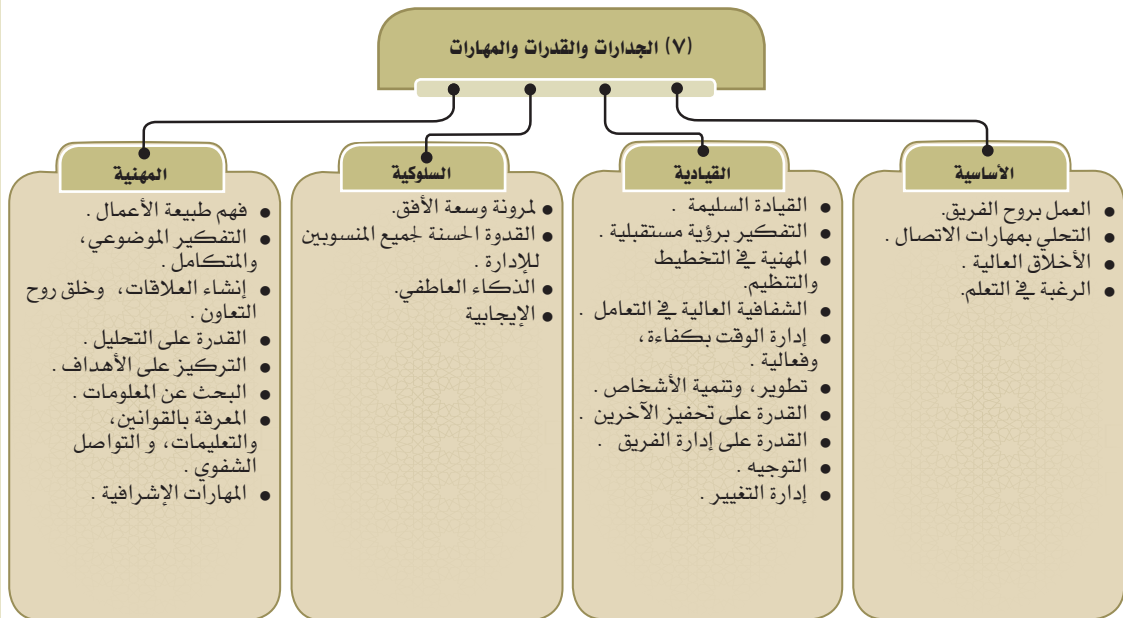 (٧) الجدارات والقدرات والمهارات
الأساسية
● العمل بروح الفريق.
● التحلي بمهارات الاتصال .
● الأخلاق العالية .
● الرغبة في التعلم.
القيادية
● القيادة السليمة .
● التفكير برؤية مستقبلية .
● المهنية في التخطيط
والتنظيم.
● الشفافية العالية في التعامل .
● إدارة الوقت بكفاءة،
وفعالية .
● تطوير، وتنمية الأشخاص .
● القدرة على تحفيز الآخرين .
● القدرة على إدارة الفريق .
● التوجيه .
● إدارة التغيير .
السلوكية
● لمرونة وسعة الأفق.
● القدوة الحسنة لجميع المنسوبين
للإدارة .
● الذكاء العاطفي.
● الإيجابية
المهنية
● فهم طبيعة الأعمال .
● التفكير الموضوعي،
والمتكامل .
● إنشاء العلاقات، وخلق روح
التعاون .
● القدرة على التحليل .
● التركيز على الأهداف .
● البحث عن المعلومات .
● المعرفة بالقوانين،
والتعليمات، و التواصل
الشفوي .
● المهارات الإشرافية .